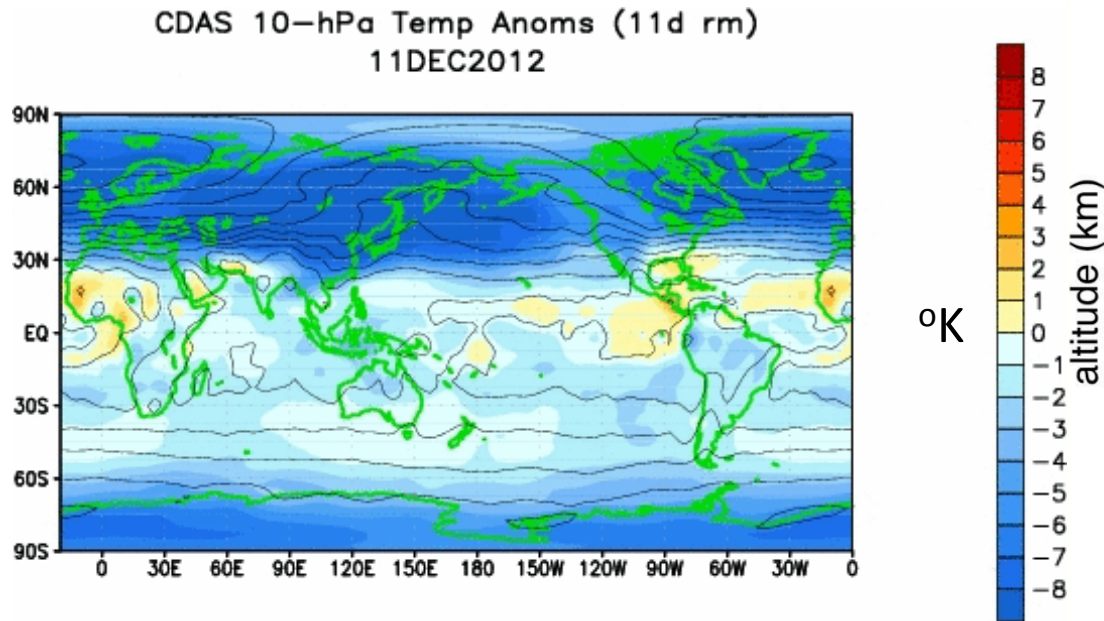 CDAS 10-hPa Temp Anoms (11d rm)
11DEC2012
90N
60N
30N
EQ
30S
60S
90S
0 30E 60E 90E 120E 150E 180 150W 120W 90W 60W 30W 0
ºK
8
7
6
5
4
3
2
1
0
-1
-2
-3
-4
-5
-6
-7
-8
altitude (km)